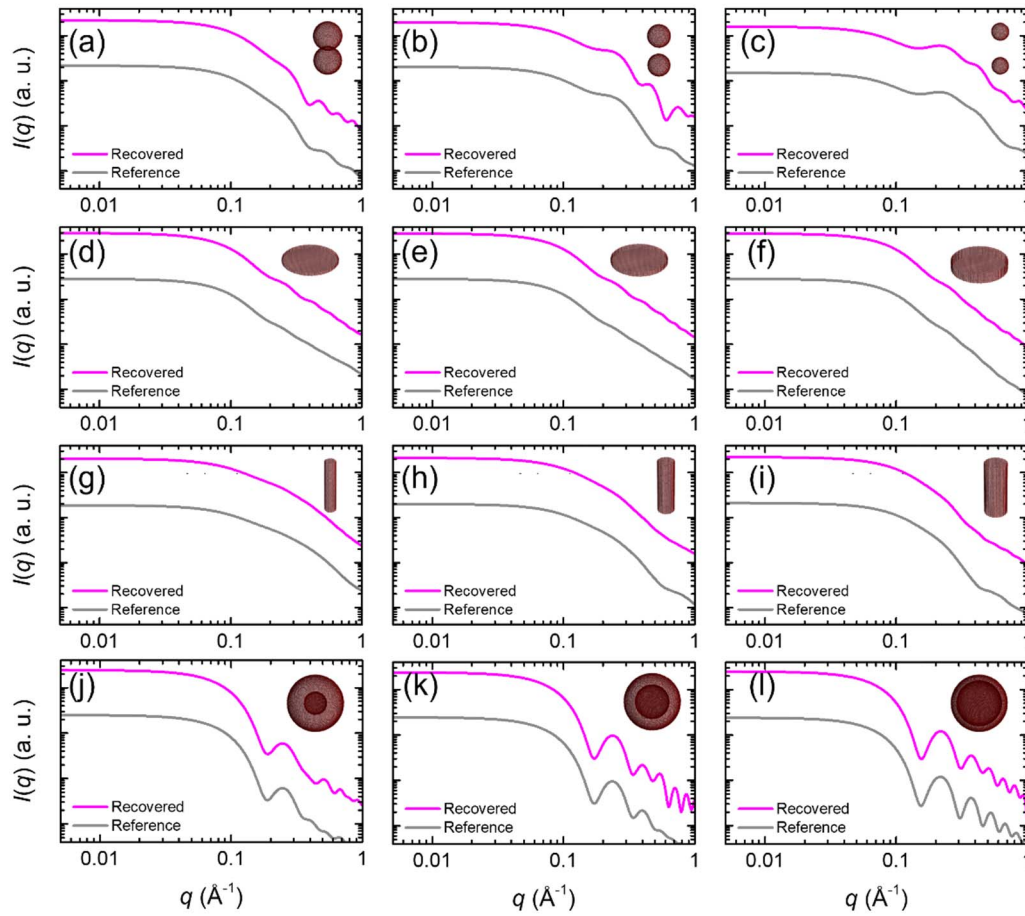 I(q) (a. u.)
(a)
Recovered
Reference
0.01 0.1 1
(b)
Recovered
Reference
0.01 0.1 1
(c)
Recovered
Reference
0.01 0.1 1
I(q) (a. u.)
(d)
Recovered
Reference
0.01 0.1 1
(e)
Recovered
Reference
0.01 0.1 1
(f)
Recovered
Reference
0.01 0.1 1
I(q) (a. u.)
(g)
Recovered
Reference
0.01 0.1 1
(h)
Recovered
Reference
0.01 0.1 1
(i)
Recovered
Reference
0.01 0.1 1
I(q) (a. u.)
(j)
Recovered
Reference
0.01 0.1 1
q (Å⁻¹)
(k)
Recovered
Reference
0.01 0.1 1
q (Å⁻¹)
(l)
Recovered
Reference
0.01 0.1 1
q (Å⁻¹)